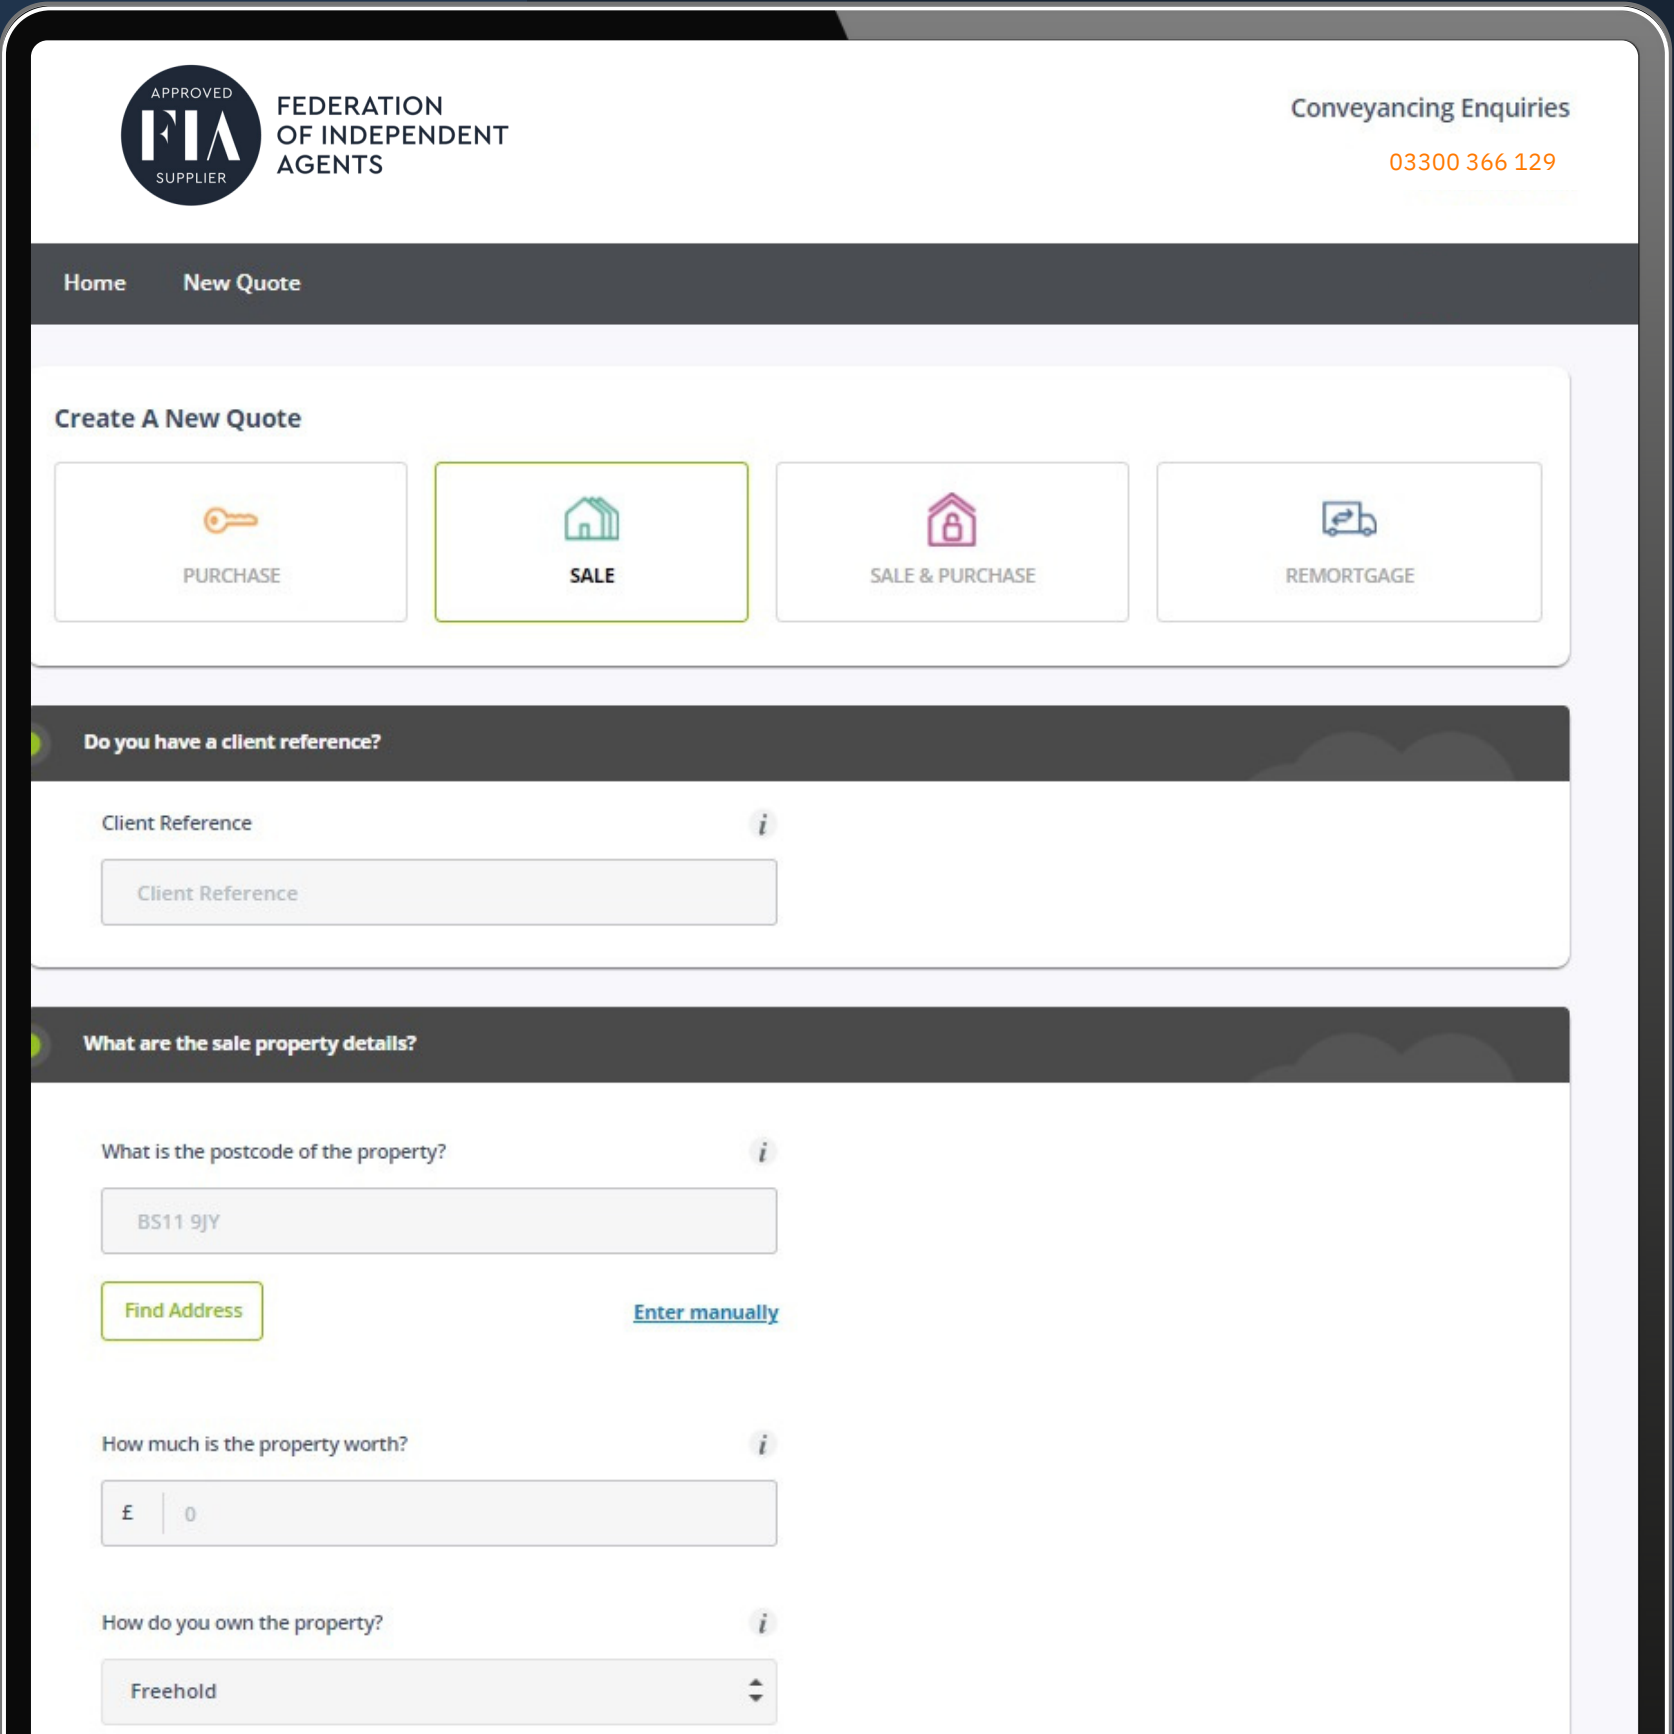 APPROVED
FIA
SUPPLIER
FEDERATION
OF INDEPENDENT
AGENTS
Conveyancing Enquiries
03300 366 129
Home New Quote
Create A New Quote
PURCHASE SALE SALE & PURCHASE REMORTGAGE
Do you have a client reference?
Client Reference i
Client Reference
What are the sale property details?
What is the postcode of the property? i
BS11 9JY
Find Address Enter manually
How much is the property worth? i
£ 0
How do you own the property? i
Freehold